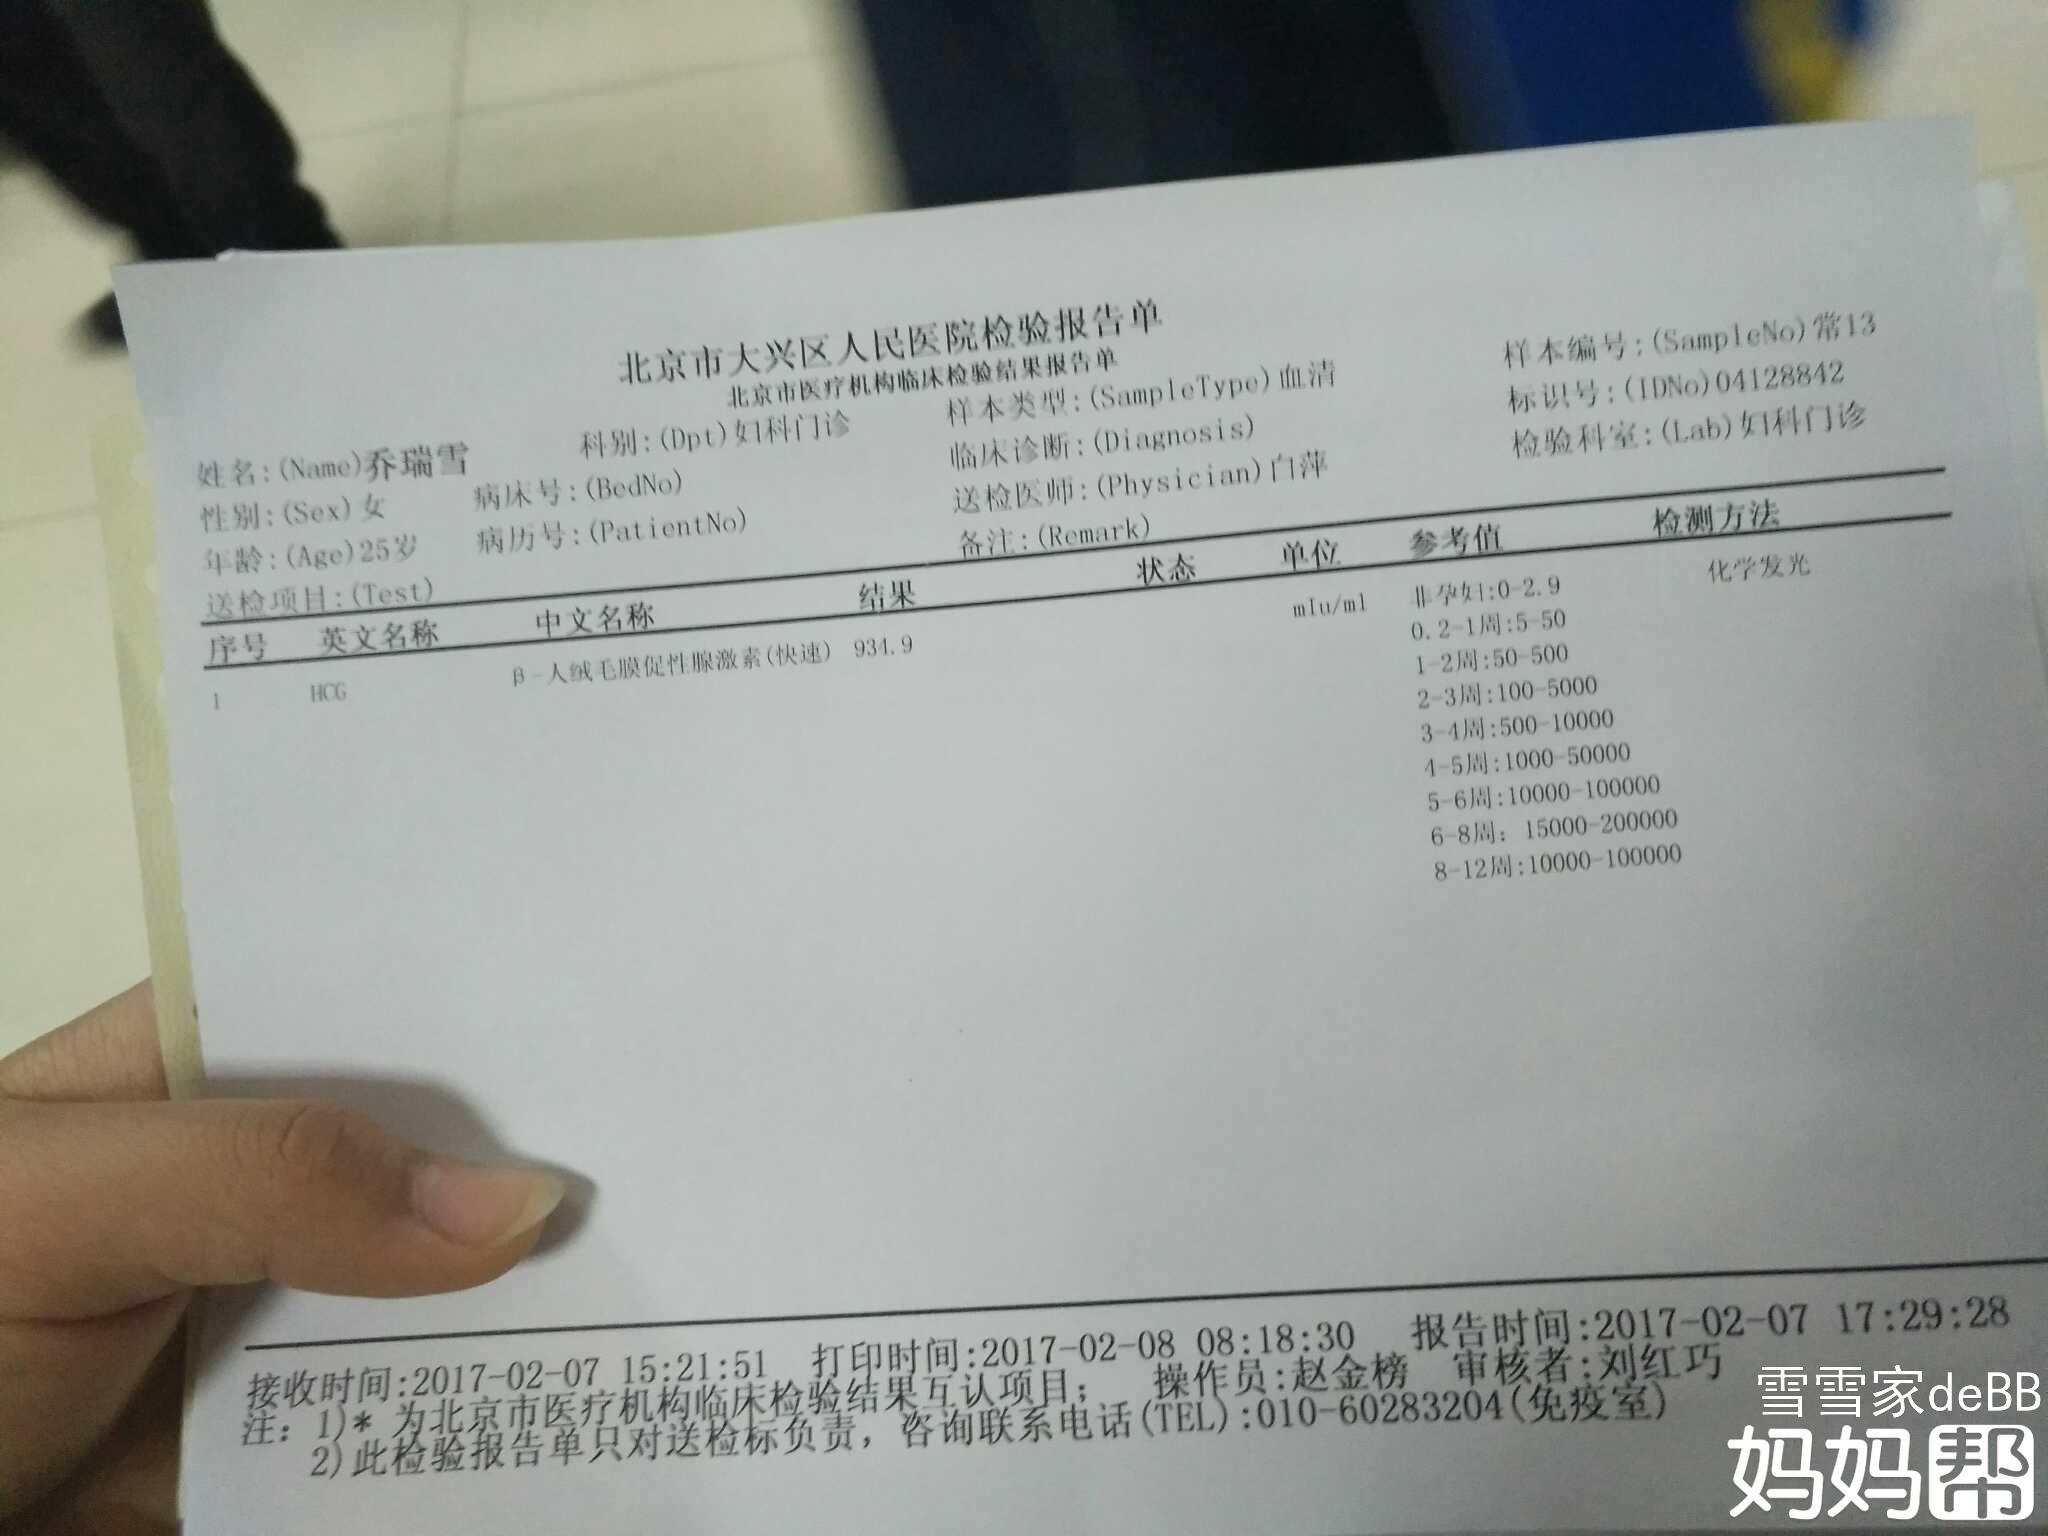 北京市大兴区人民医院检验报告单
北京市医疗机构临床检验结果报告单
姓名:(Name)乔瑞雪 科别:(Dpt)妇科门诊 样本类型:(SampleType)血清 样本编号:(SampleNo)常13
性别:(Sex)女 病床号:(BedNo) 临床诊断:(Diagnosis) 标识号:(IDNo)04128842
年龄:(Age)25岁 病历号:(PatientNo) 送检医师:(Physician)白萍 检验科室:(Lab)妇科门诊
送检项目:(Test) 备注:(Remark)
序号 英文名称 中文名称 结果 状态 单位 参考值 检测方法
1 HCG β-人绒毛膜促性腺激素(快速) 934.9 mIu/ml 非孕妇:0-2.9 化学发光
0.2-1周:5-50
1-2周:50-500
2-3周:100-5000
3-4周:500-10000
4-5周:1000-50000
5-6周:10000-100000
6-8周: 15000-200000
8-12周:10000-100000
接收时间:2017-02-07 15:21:51 打印时间:2017-02-08 08:18:30 报告时间:2017-02-07 17:29:28
注: 1)* 为北京市医疗机构临床检验结果互认项目; 操作员:赵金榜 审核者:刘红巧
2)此检验报告单只对送检标负责, 咨询联系电话(TEL):010-60283204(免疫室)
雪雪家deBB
妈妈帮